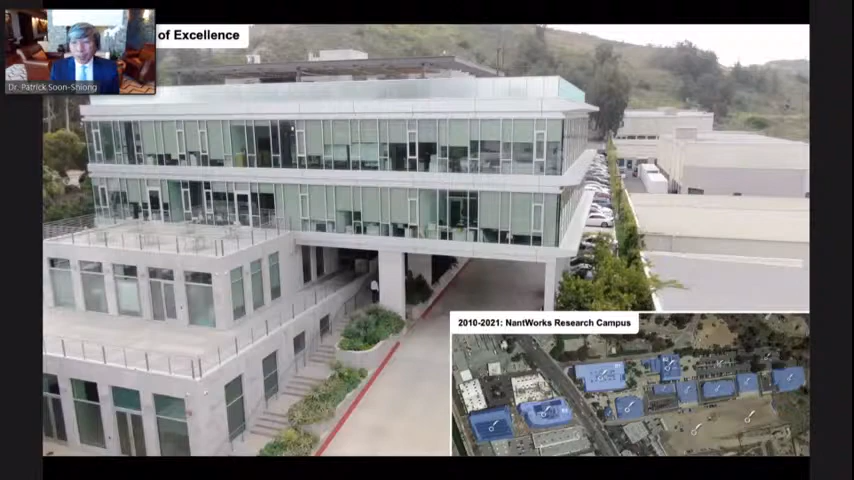 of Excellence
Dr. Patrick Soon-Shiong
2010-2021: NantWorks Research Campus